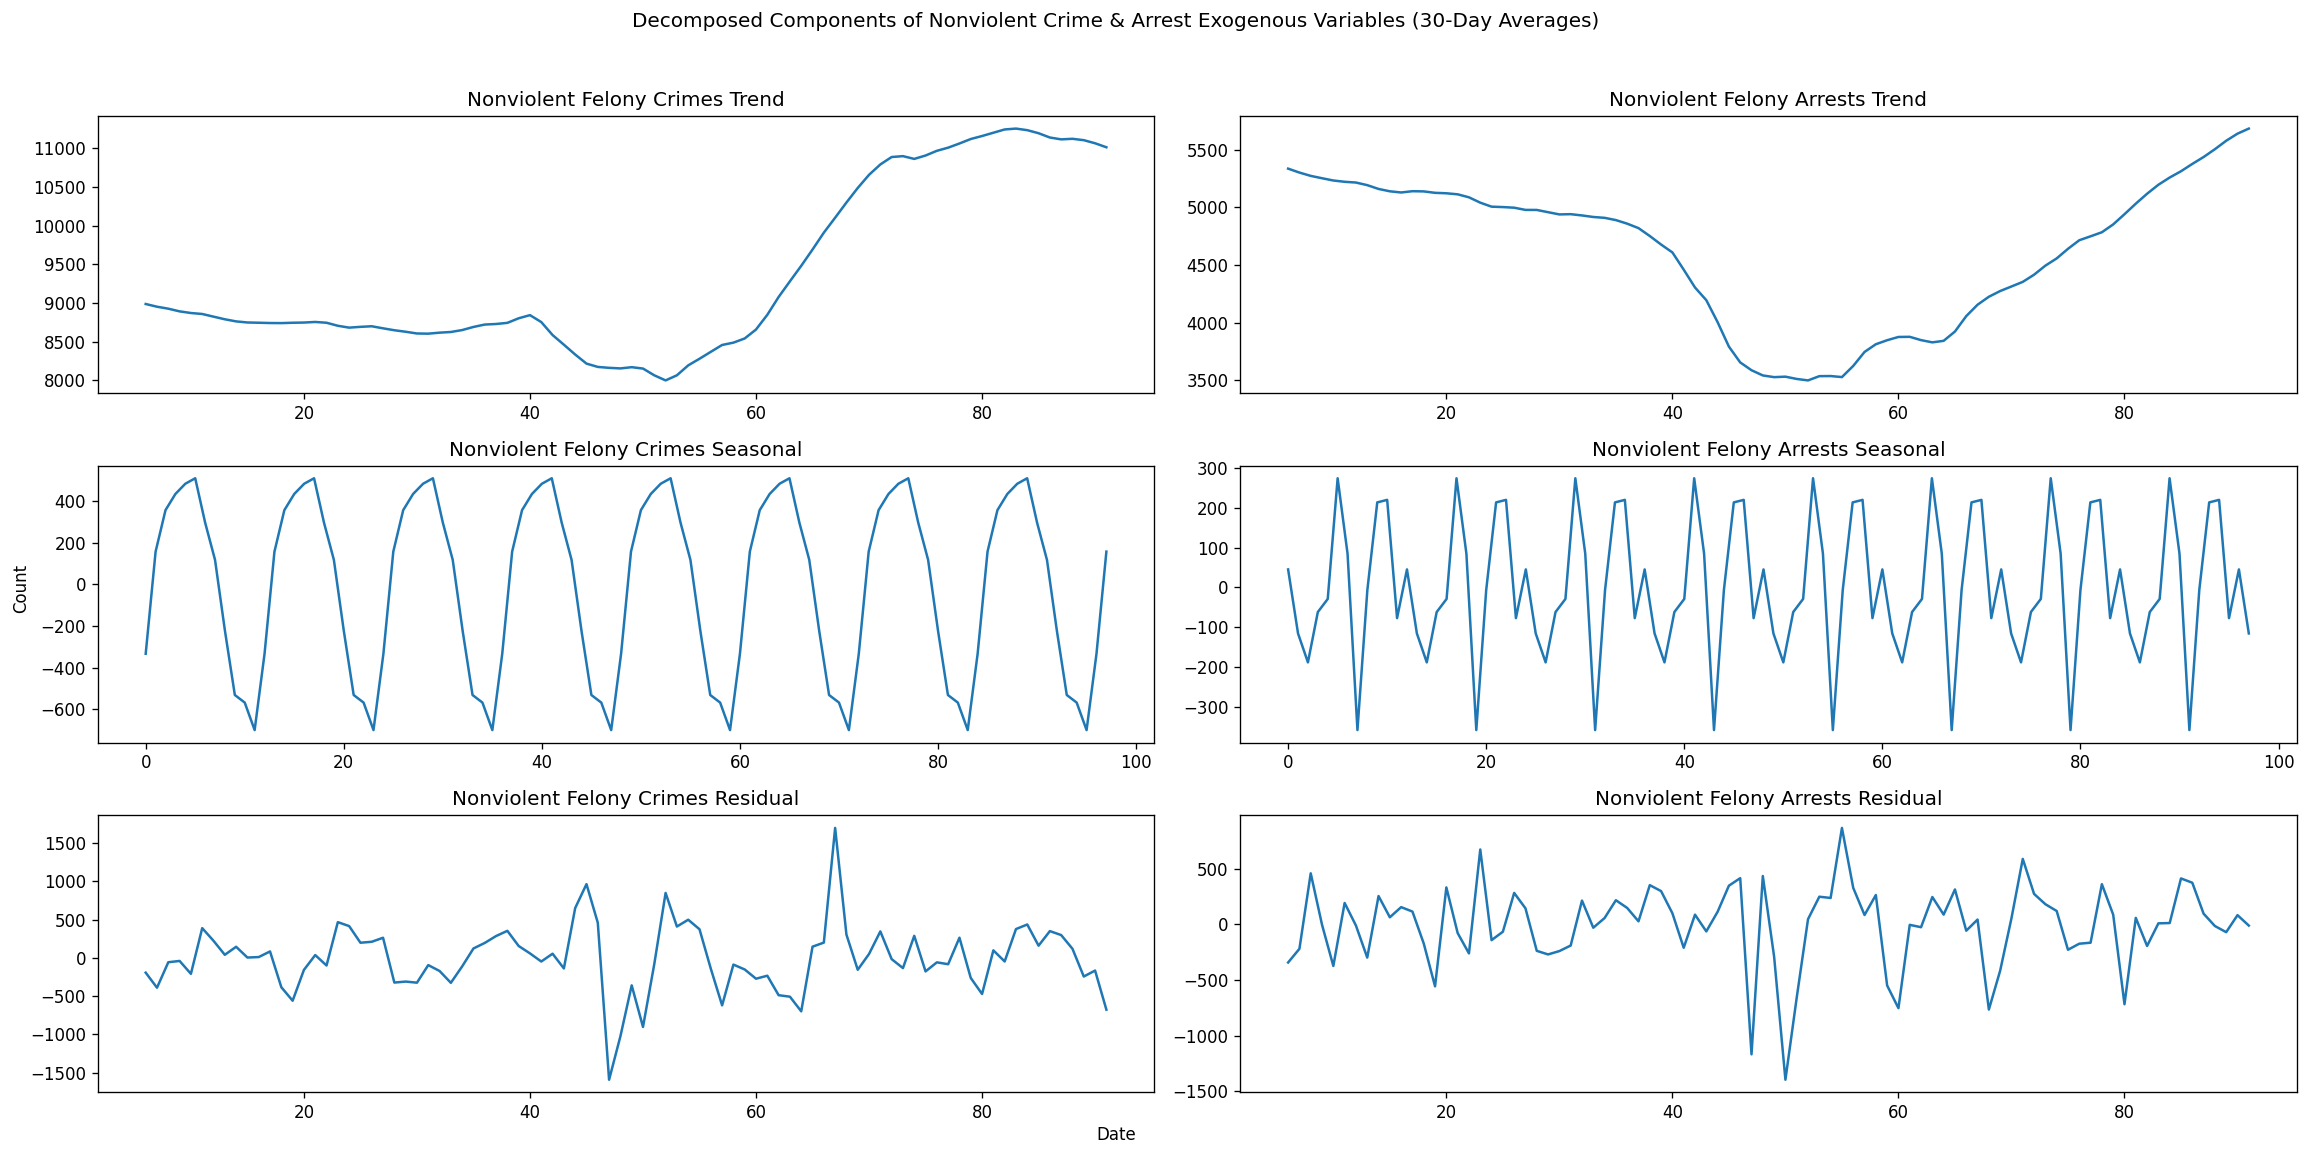 Decomposed Components of Nonviolent Crime & Arrest Exogenous Variables (30-Day Averages)
Nonviolent Felony Crimes Trend
11000
10500
10000
9500
9000
8500
8000
20 40 60 80
Nonviolent Felony Arrests Trend
5500
5000
4500
4000
3500
20 40 60 80
Count
Nonviolent Felony Crimes Seasonal
400
200
0
−200
−400
−600
0 20 40 60 80 100
Nonviolent Felony Arrests Seasonal
300
200
100
0
−100
−200
−300
0 20 40 60 80 100
Nonviolent Felony Crimes Residual
1500
1000
500
0
−500
−1000
−1500
20 40 60 80
Nonviolent Felony Arrests Residual
500
0
−500
−1000
−1500
20 40 60 80
Date